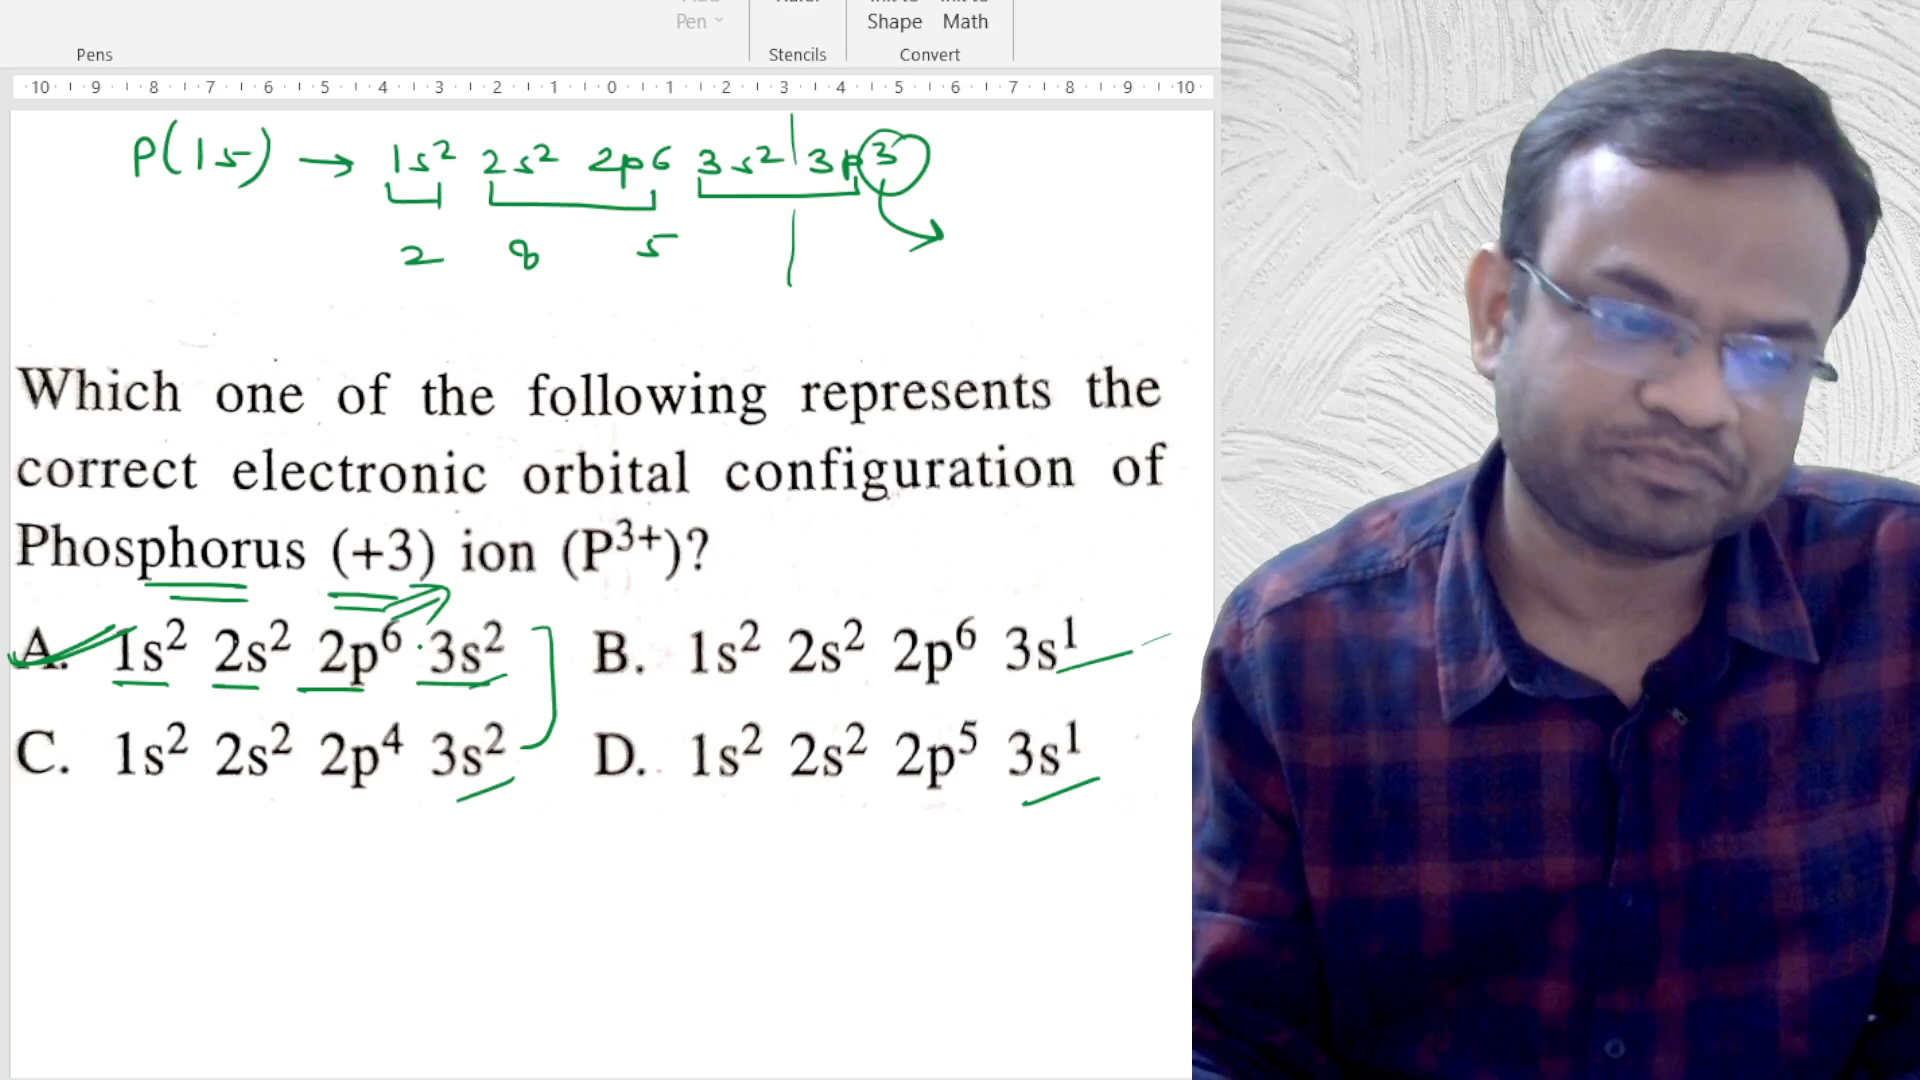 Pen
Shape Math
Pens Stencils Convert
10 9 8 7 6 5 4 3 2 1 0 1 2 3 4 5 6 7 8 9 10
P(15) → 1s² 2s² 2p6 3s² 3p3
2 8 5
Which one of the following represents the
correct electronic orbital configuration of
Phosphorus (+3) ion (P³⁺)?
A. 1s² 2s² 2p⁶ 3s² B. 1s² 2s² 2p⁶ 3s¹
C. 1s² 2s² 2p⁴ 3s² D. 1s² 2s² 2p⁵ 3s¹